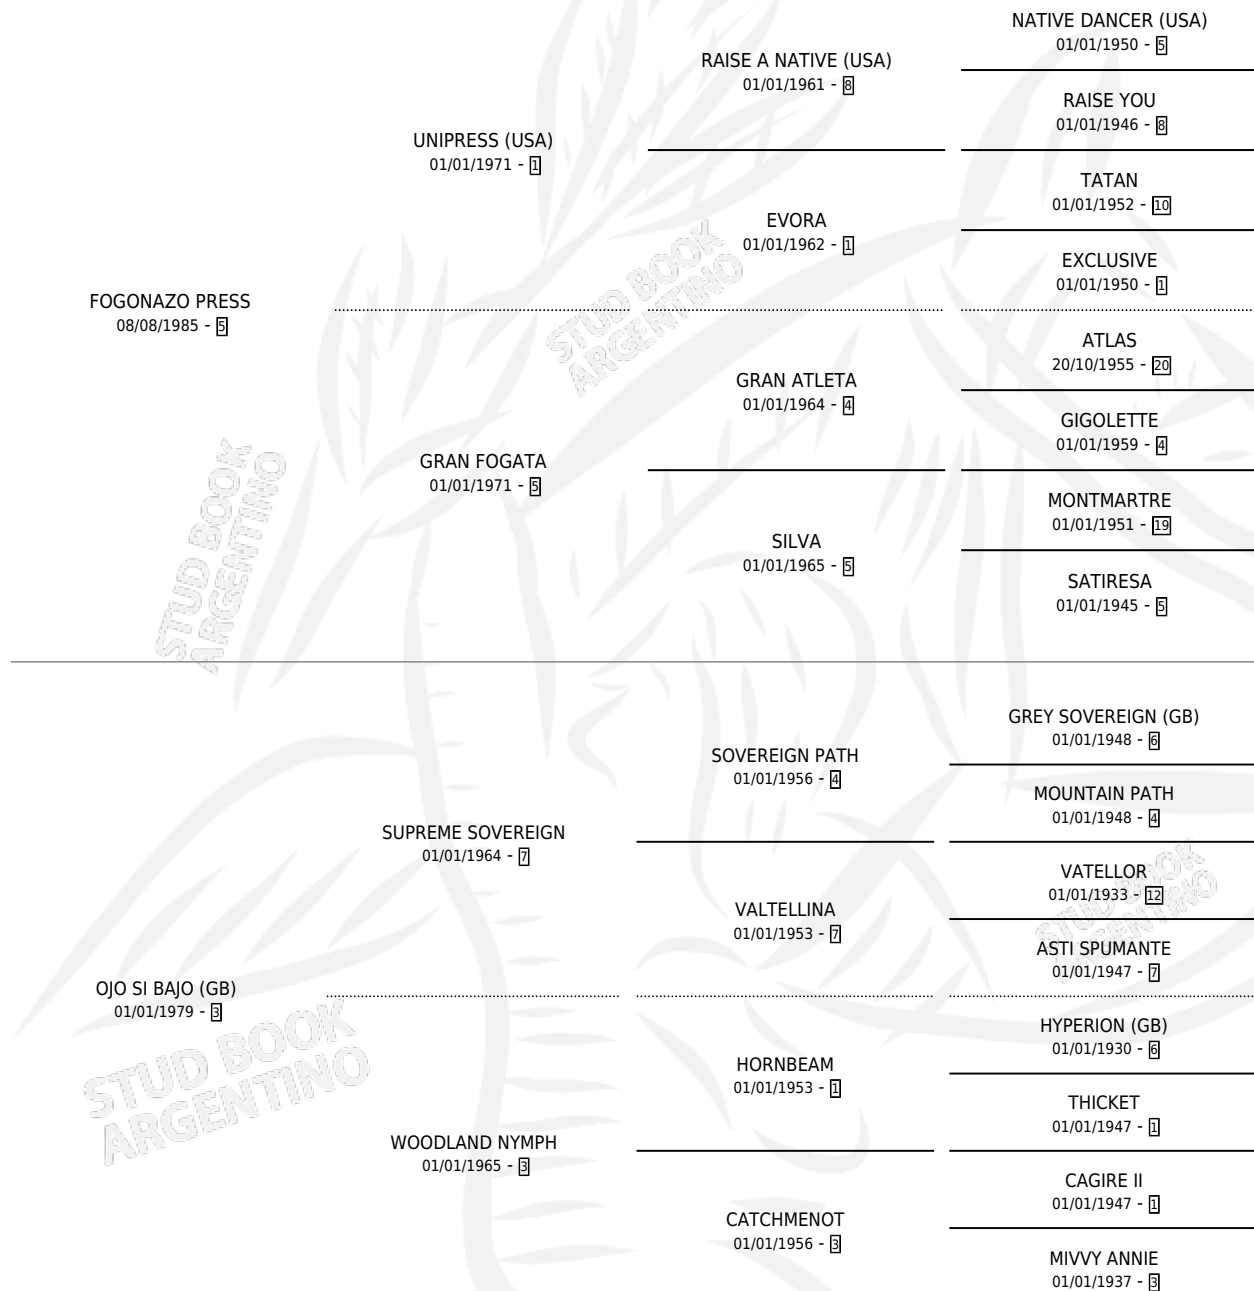 NATIVE DANCER (USA)
01/01/1950 - 5
RAISE A NATIVE (USA)
01/01/1961 - 8
RAISE YOU
01/01/1946 - 8
UNIPRESS (USA)
01/01/1971 - 1
TATAN
01/01/1952 - 10
EVORA
01/01/1962 - 1
EXCLUSIVE
01/01/1950 - 1
FOGONAZO PRESS
08/08/1985 - 5
ATLAS
20/10/1955 - 20
GRAN ATLETA
01/01/1964 - 4
GIGOLETTE
01/01/1959 - 4
GRAN FOGATA
01/01/1971 - 5
MONTMARTRE
01/01/1951 - 19
SILVA
01/01/1965 - 5
SATIRESA
01/01/1945 - 5
GREY SOVEREIGN (GB)
01/01/1948 - 6
SOVEREIGN PATH
01/01/1956 - 4
MOUNTAIN PATH
01/01/1948 - 4
SUPREME SOVEREIGN
01/01/1964 - 7
VATELLOR
01/01/1933 - 12
VALTELLINA
01/01/1953 - 7
ASTI SPUMANTE
01/01/1947 - 7
OJO SI BAJO (GB)
01/01/1979 - 3
HYPERION (GB)
01/01/1930 - 6
HORNBEAM
01/01/1953 - 1
THICKET
01/01/1947 - 1
WOODLAND NYMPH
01/01/1965 - 3
CAGIRE II
01/01/1947 - 1
CATCHMENOT
01/01/1956 - 3
MIVVY ANNIE
01/01/1937 - 3
STUD BOOK
ARGENTINO
STUD BOOK
ARGENTINO
STUD BOOK
ARGENTINO
STUD BOOK
ARGENTINO